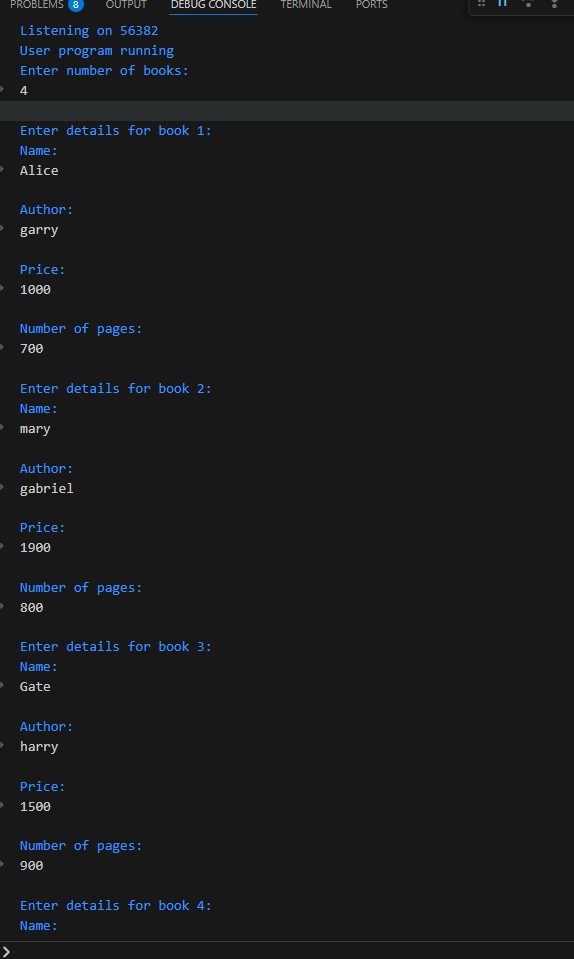 PROBLEMS 8 OUTPUT DEBUG CONSOLE TERMINAL PORTS
Listening on 56382
User program running
Enter number of books:
4
Enter details for book 1:
Name:
Alice
Author:
garry
Price:
1000
Number of pages:
700
Enter details for book 2:
Name:
mary
Author:
gabriel
Price:
1900
Number of pages:
800
Enter details for book 3:
Name:
Gate
Author:
harry
Price:
1500
Number of pages:
900
Enter details for book 4:
Name: